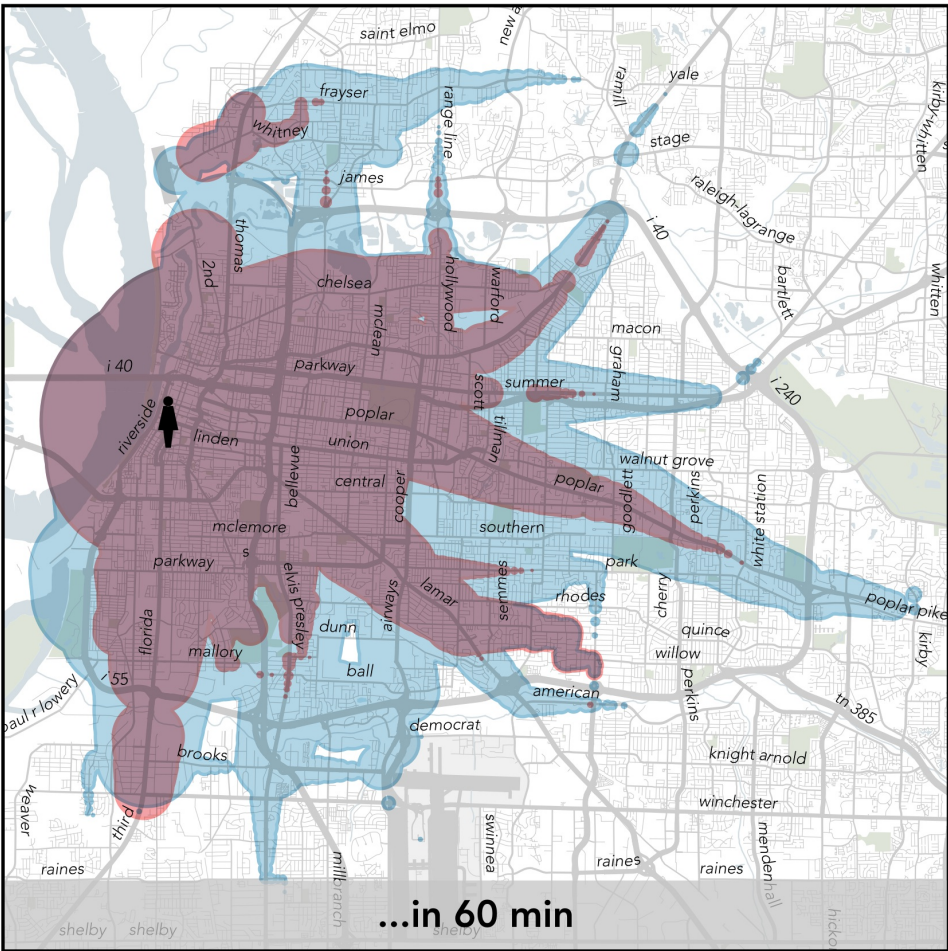 saint elmo
new a
yale
ramill
frayser
range line
kirby-whitten
whitney
stage
james
raleigh-lagrange
thomas
i 40
2nd
hollywood
warford
bartlett
whitten
chelsea
mclean
macon
graham
i 40
parkway
scott
summer
i 240
riverside
poplar
tillman
linden
union
walnut grove
bellevue
central
cooper
poplar
goodlett
perkins
white station
mclemore
southern
s
parkway
park
elvis presley
airways
lamar
semmes
rhodes
cherry
poplar pike
florida
dunn
quince
kirby
mallory
willow
ball
i 55
american
perkins
paul r lowery
tn 385
democrat
brooks
knight arnold
weaver
winchester
third
swinnea
mendenhall
raines
millbranch
raines
raines
...in 60 min
shelby
shelby
shelby
hicko